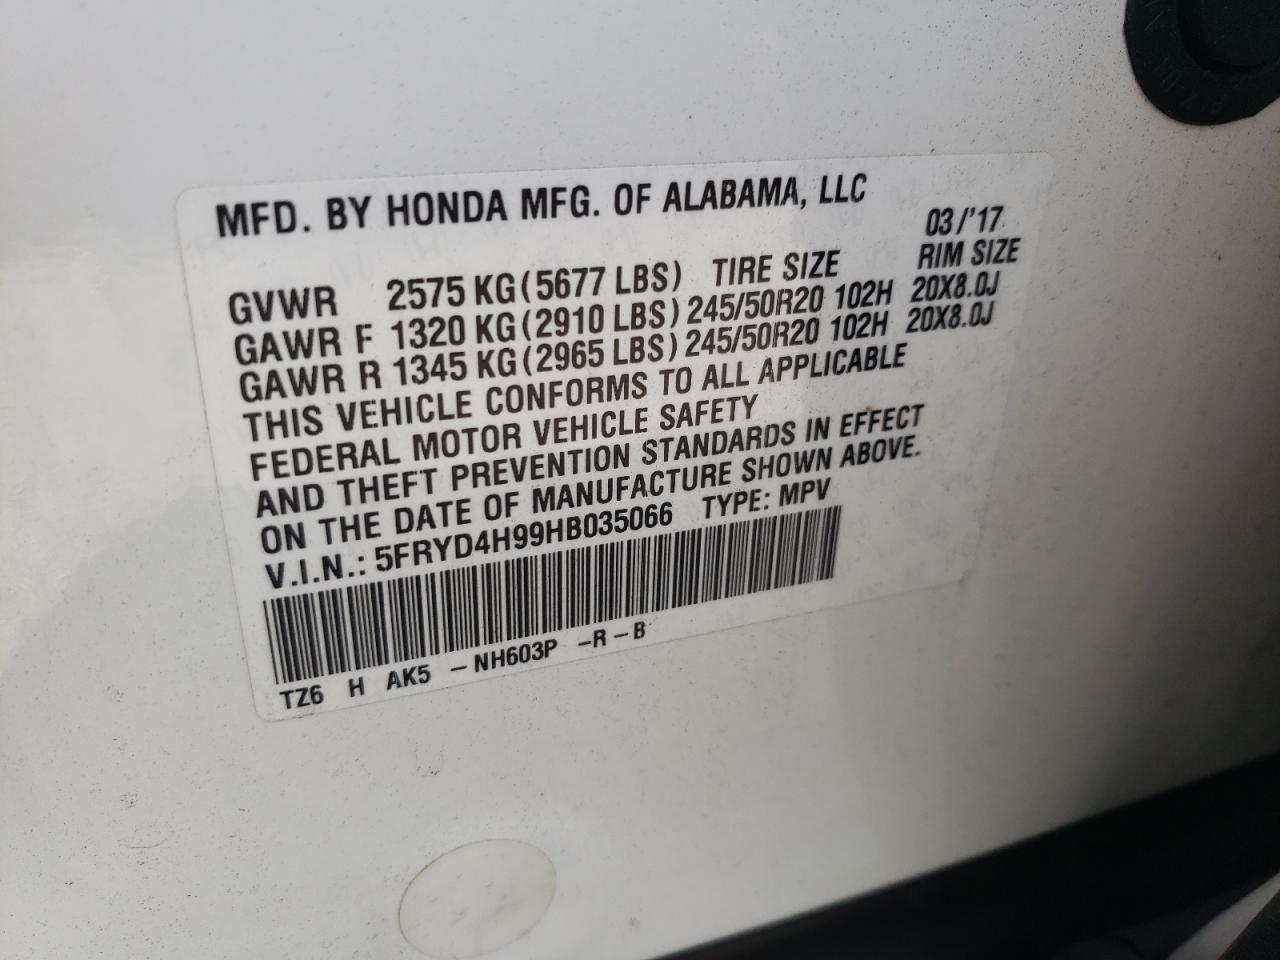 MFD. BY HONDA MFG. OF ALABAMA, LLC
03/'17
GVWR 2575 KG (5677 LBS) TIRE SIZE RIM SIZE
GAWR F 1320 KG (2910 LBS) 245/50R20 102H 20X8.0J
GAWR R 1345 KG (2965 LBS) 245/50R20 102H 20X8.0J
THIS VEHICLE CONFORMS TO ALL APPLICABLE
FEDERAL MOTOR VEHICLE SAFETY
AND THEFT PREVENTION STANDARDS IN EFFECT
ON THE DATE OF MANUFACTURE SHOWN ABOVE.
V.I.N.: 5FRYD4H99HB035066 TYPE: MPV
TZ6 H AK5 -NH603P -R-B